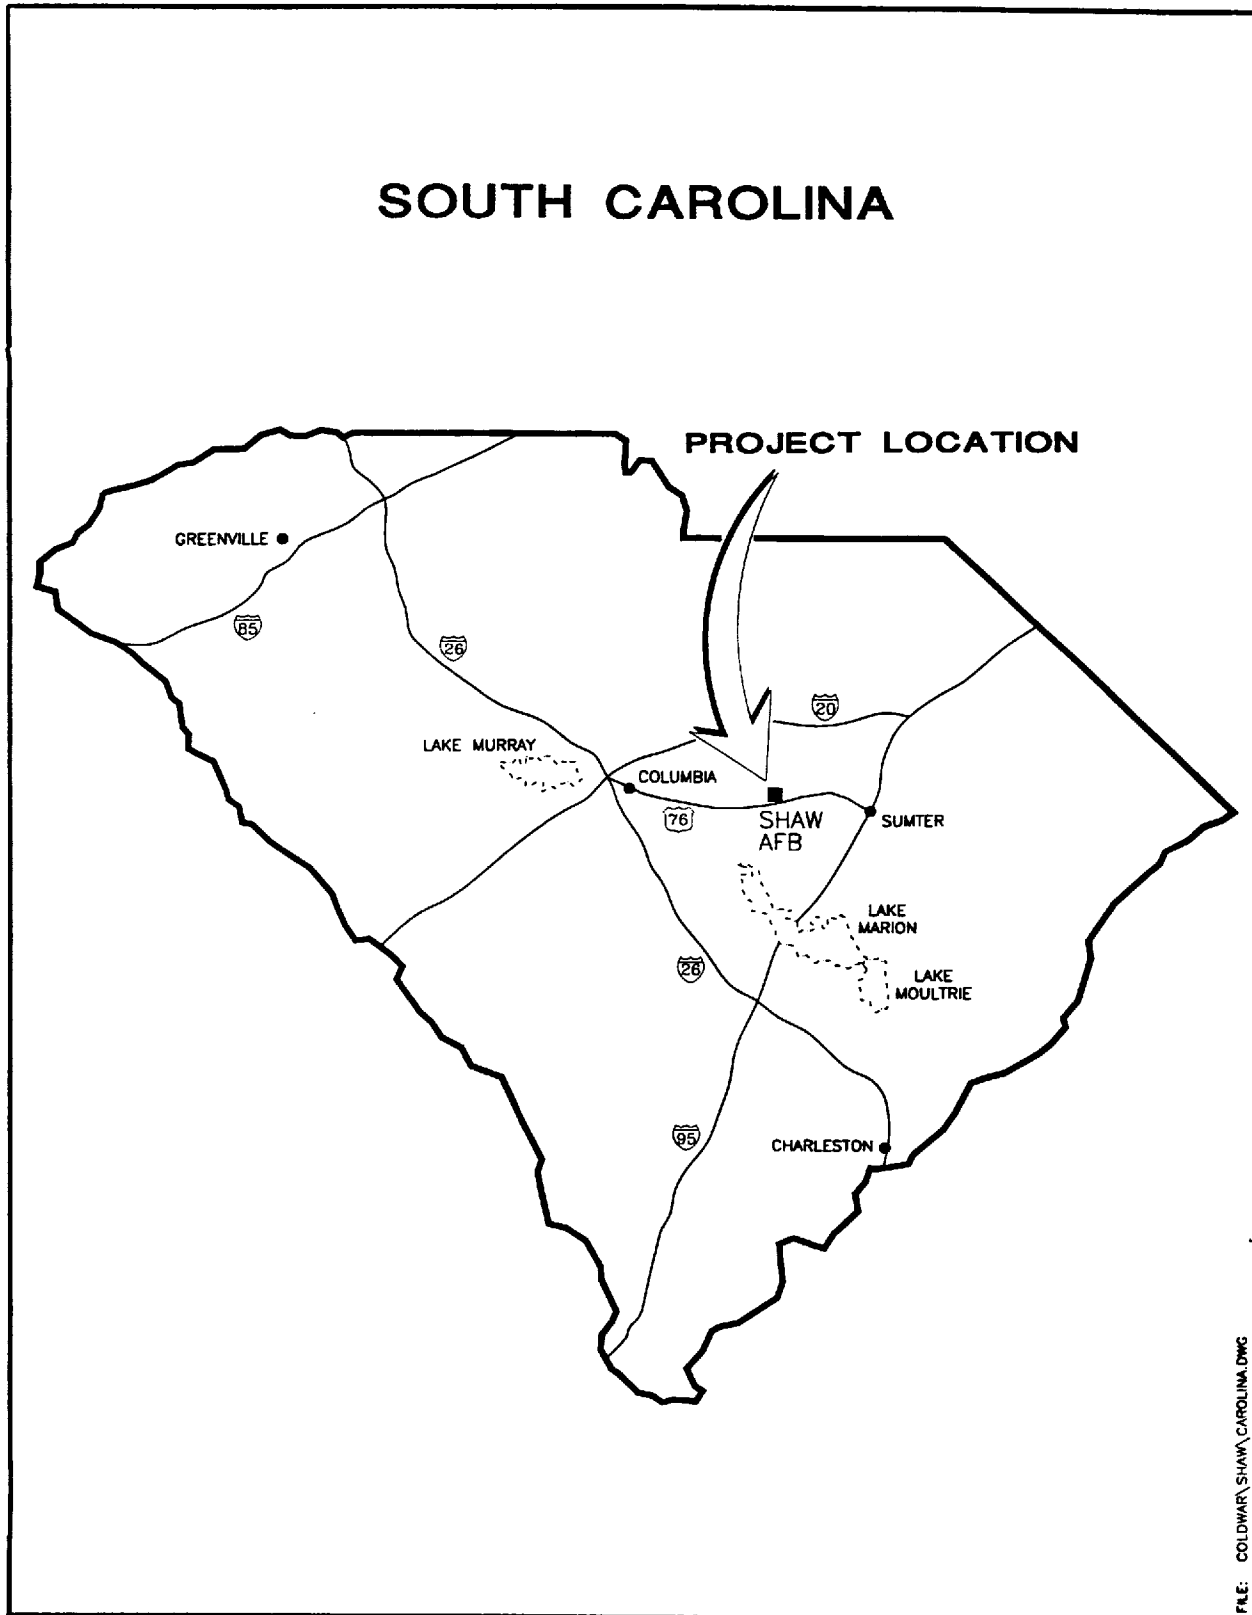 SOUTH CAROLINA
PROJECT LOCATION
GREENVILLE
85
26
20
LAKE MURRAY
COLUMBIA
76
SHAW
AFB
SUMTER
LAKE
MARION
26
LAKE
MOULTRIE
95
CHARLESTON
FILE: COLDWAR\SHAW\CAROLINA.DWG